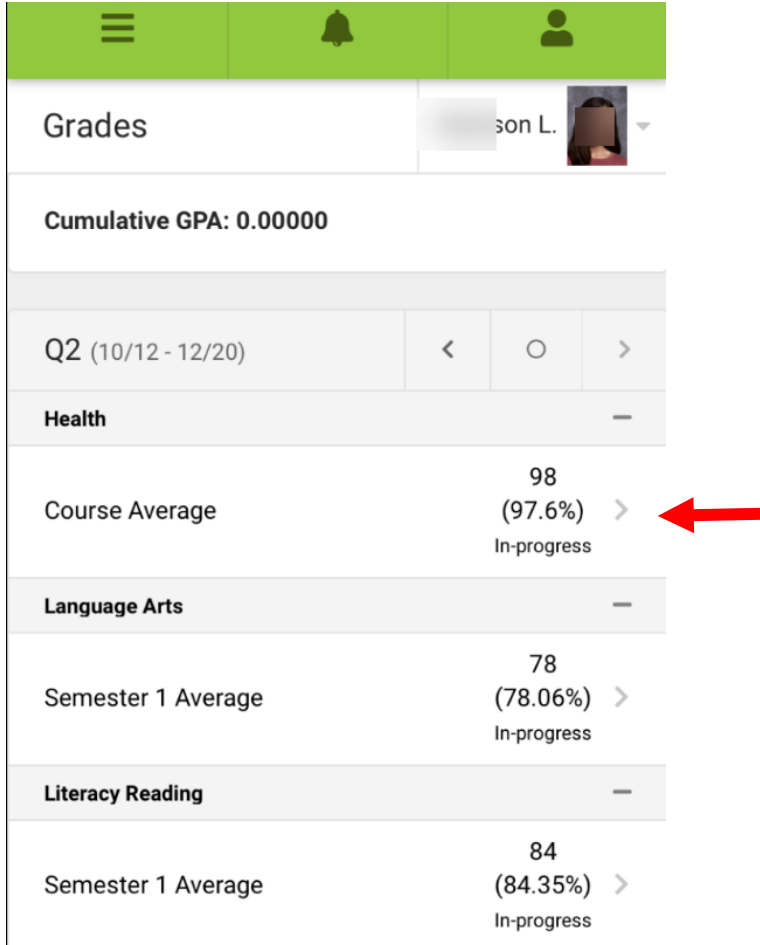 Grades
son L.
Cumulative GPA: 0.00000
Q2 (10/12 - 12/20)
Health
Course Average
98
(97.6%)
In-progress
Language Arts
Semester 1 Average
78
(78.06%)
In-progress
Literacy Reading
Semester 1 Average
84
(84.35%)
In-progress